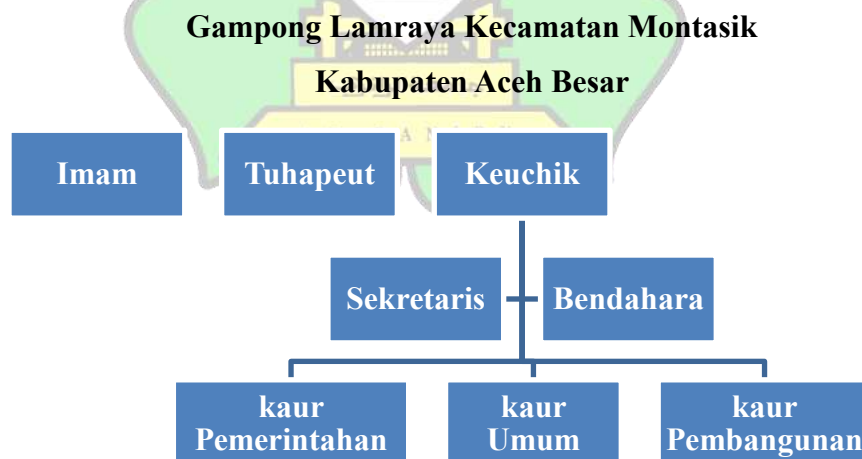 Gampong Lamraya Kecamatan Montasik
Kabupaten Aceh Besar
Imam
Tuhapeut
Keuchik
Sekretaris
Bendahara
kaur
Pemerintahan
kaur
Umum
kaur
Pembangunan